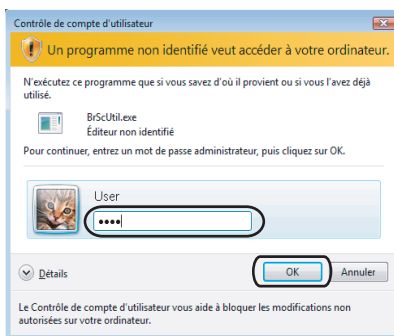 Contrôle de compte d'utilisateur
Un programme non identifié veut accéder à votre ordinateur.
N'exécutez ce programme que si vous savez d'où il provient ou si vous l'avez déjà
utilisé.
BrScUtil.exe
Éditeur non identifié
Pour continuer, entrez un mot de passe administrateur, puis cliquez sur OK.
User
••••
Détails
OK
Annuler
Le Contrôle de compte d'utilisateur vous aide à bloquer les modifications non
autorisées sur votre ordinateur.